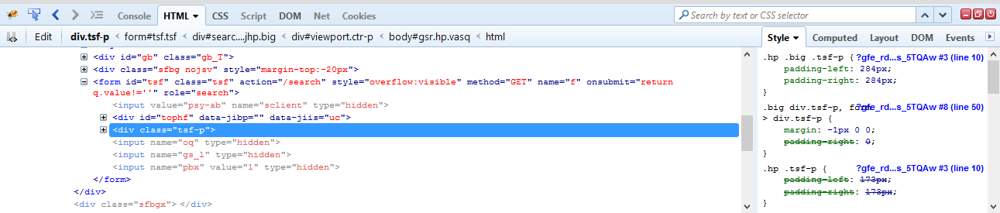 Console HTML CSS Script DOM Net Cookies Search by text or CSS selector
Edit div.tsf-p < form#tsf.tsf < div#searc....jhp.big < div#viewport.ctr-p < body#gsr.hp.vasq < html Style Computed Layout DOM Events
<div id="gb" class="gb_T">
<div class="sfbg nojsv" style="margin-top:-20px">
<form id="tsf" class="tsf" action="/search" style="overflow:visible" method="GET" name="f" onsubmit="return
q.value!=''" role="search">
<input value="psy-ab" name="sclient" type="hidden">
<div id="tophf" data-jibp="" data-jiis="uc">
<div class="tsf-p">
<input name="oq" type="hidden">
<input name="gs_l" type="hidden">
<input name="pbx" value="1" type="hidden">
</form>
</div>
<div class="sfbgx"></div>
.hp .big .tsf-p { ?gfe_rd...s_5TQAw #3 (line 10)
padding-left: 284px;
padding-right: 284px;
}
.big div.tsf-p, form ?gfe_rd...s_5TQAw #8 (line 50)
> div.tsf-p {
margin: -1px 0 0;
padding-right: 0;
}
.hp .tsf-p { ?gfe_rd...s_5TQAw #3 (line 10)
padding-left: 173px;
padding-right: 173px;
}